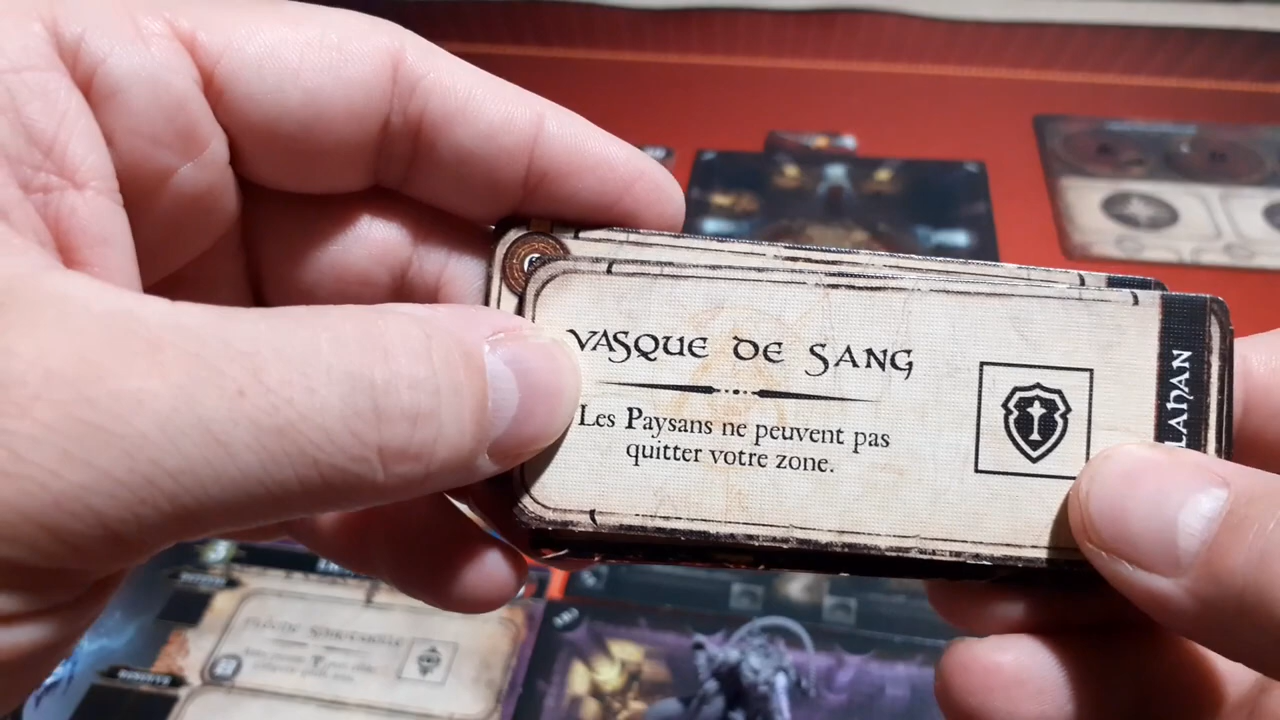 VASQUE DE SANG
Les Paysans ne peuvent pas
quitter votre zone.
LAHAN